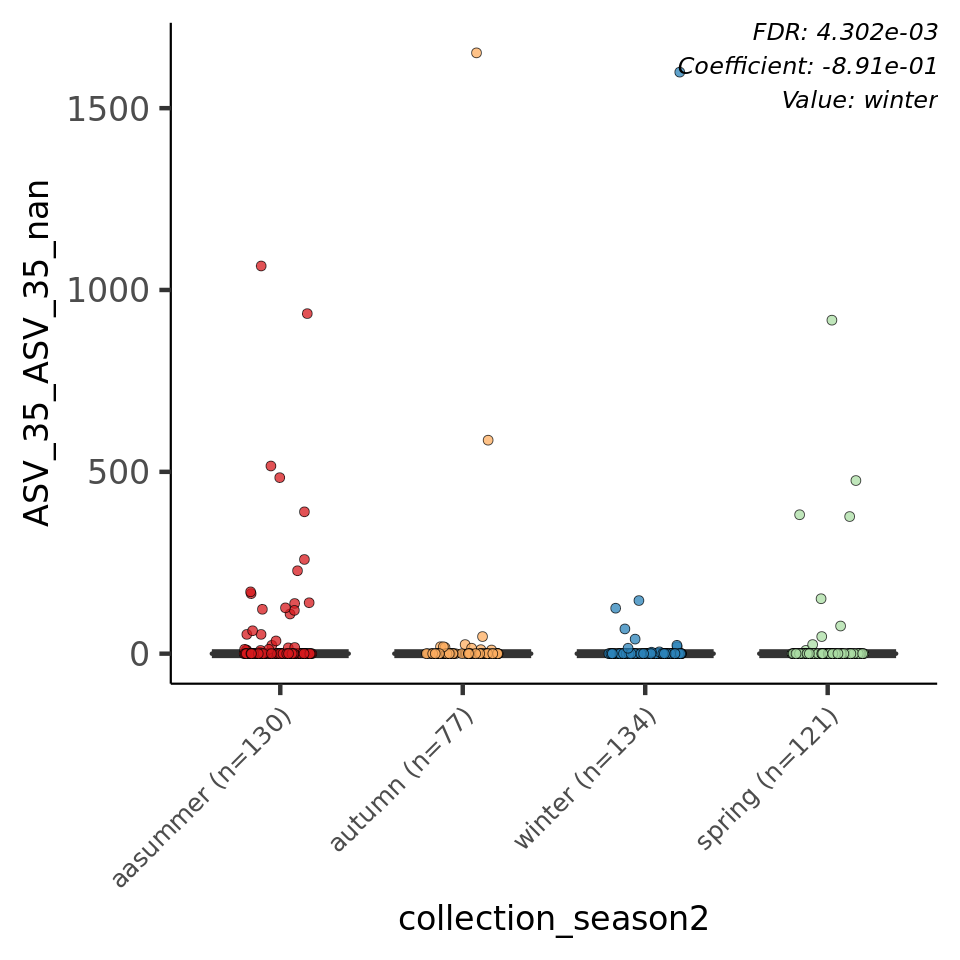 FDR: 4.302e-03
Coefficient: -8.91e-01
Value: winter
ASV_35_ASV_35_nan
1500
1000
500
0
aasummer (n=130)
autumn (n=77)
winter (n=134)
spring (n=121)
collection_season2